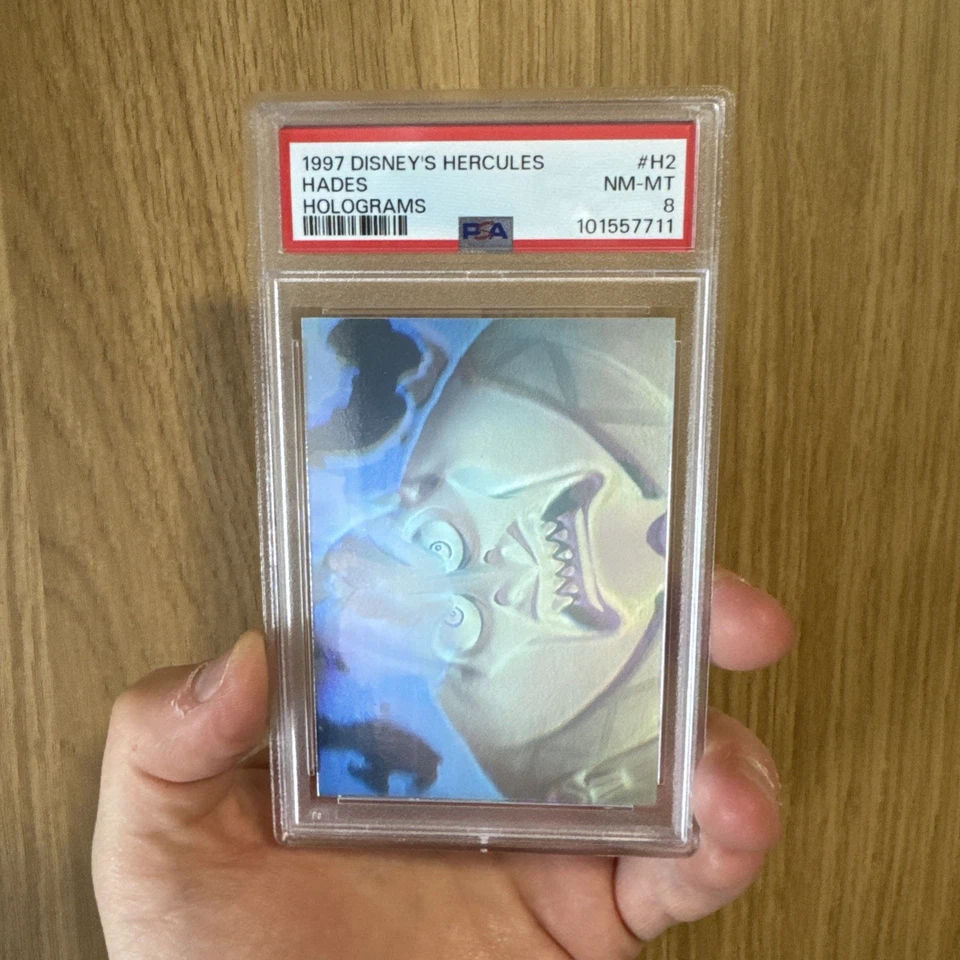 1997 DISNEY'S HERCULES #H2
HADES NM-MT
HOLOGRAMS 8
PSA 101557711